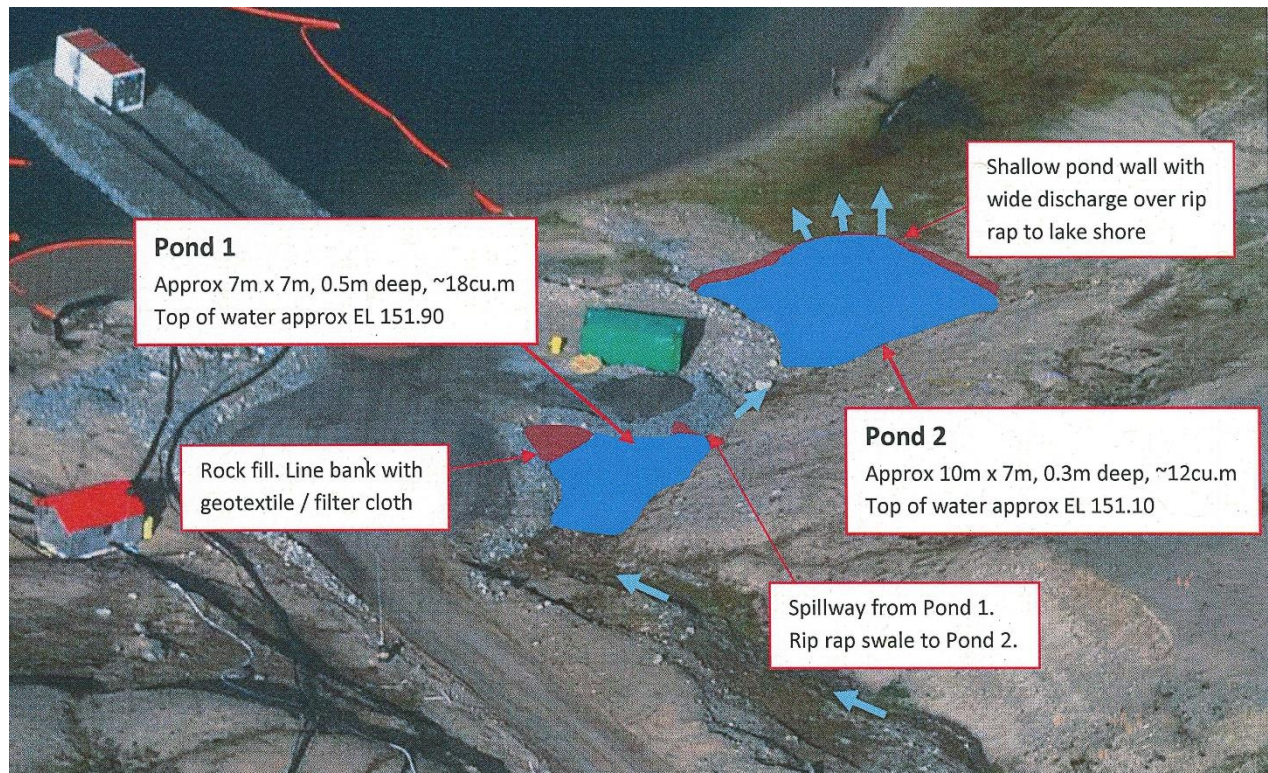 Shallow pond wall with
wide discharge over rip
rap to lake shore
Pond 1
Approx 7m x 7m, 0.5m deep, ~18cu.m
Top of water approx EL 151.90
Rock fill. Line bank with
geotextile / filter cloth
Pond 2
Approx 10m x 7m, 0.3m deep, ~12cu.m
Top of water approx EL 151.10
Spillway from Pond 1.
Rip rap swale to Pond 2.